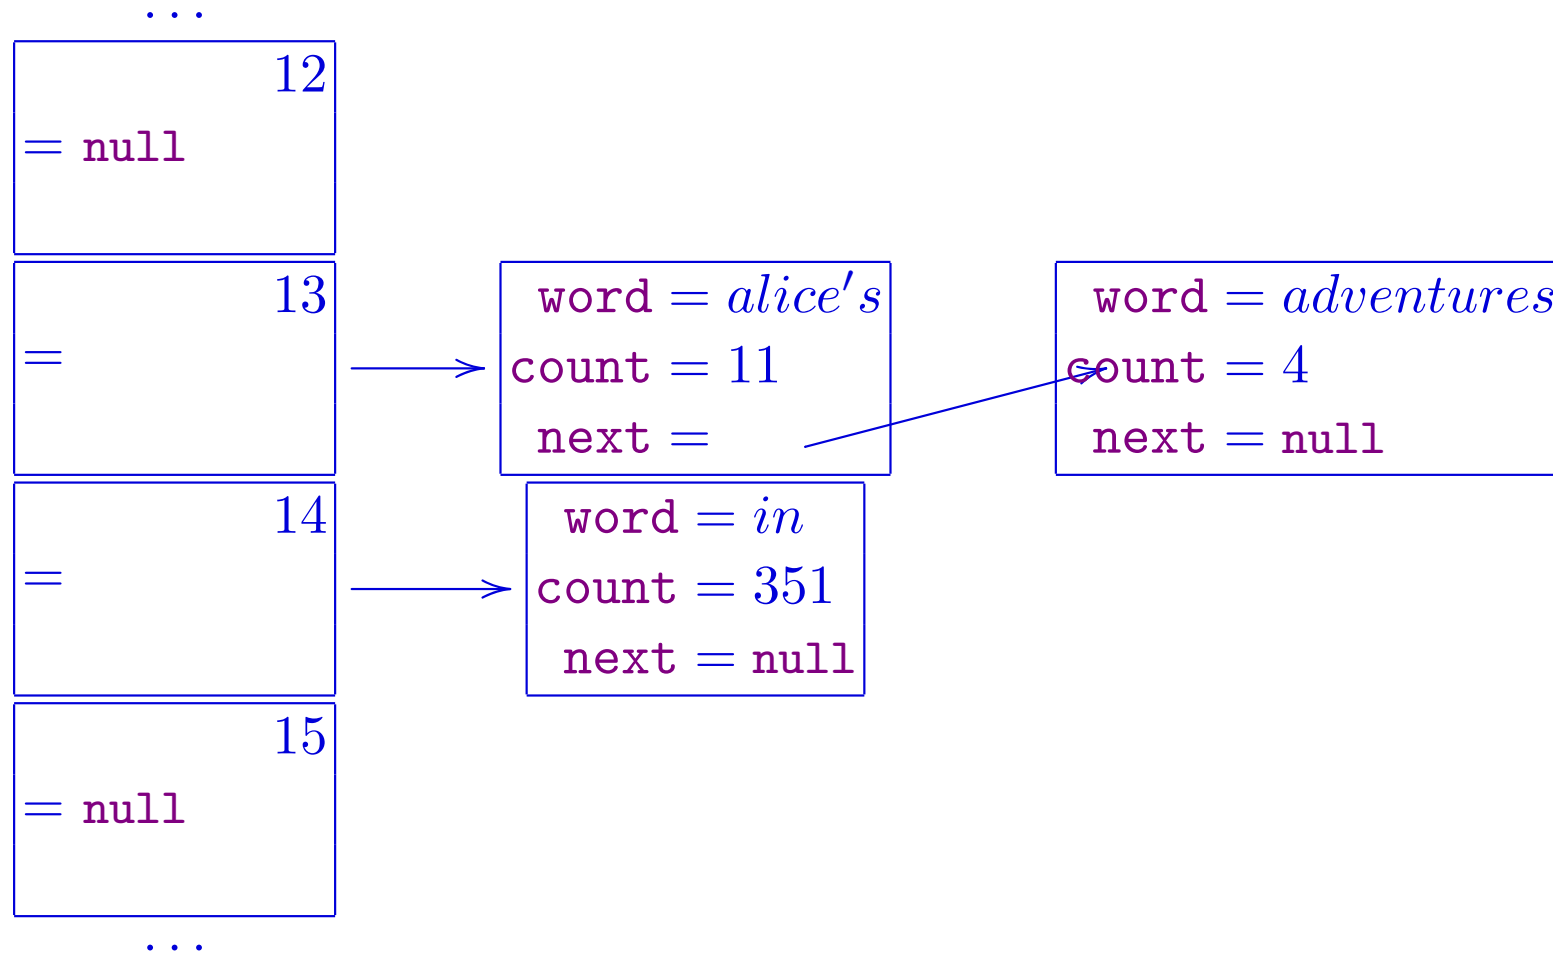 ...
12
= null
13
=
word = alice's
count = 11
next =
word = adventures
count = 4
next = null
14
=
word = in
count = 351
next = null
15
= null
...